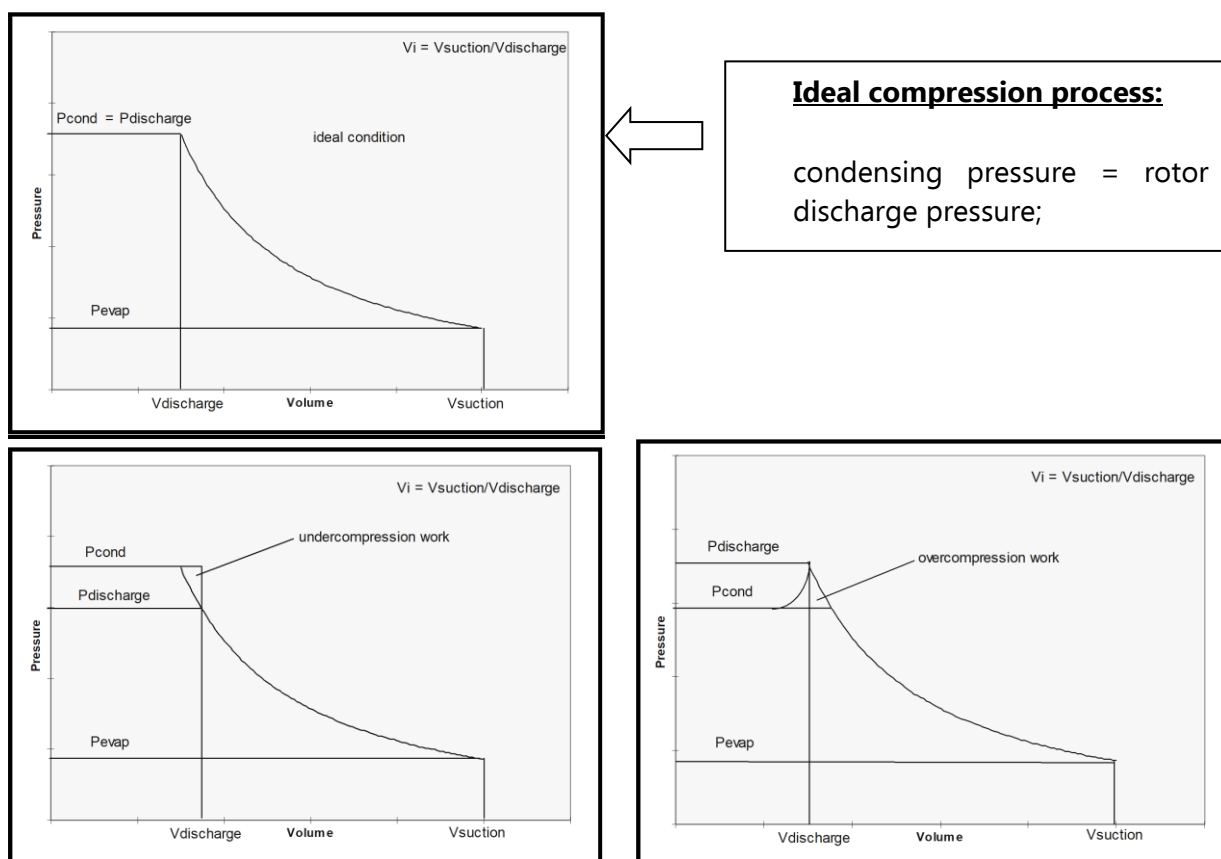 Vi = Vsuction/Vdischarge
Pcond = Pdischarge
ideal condition
Pressure
Pevap
Vdischarge Volume Vsuction
Ideal compression process:
condensing pressure = rotor
discharge pressure;
Vi = Vsuction/Vdischarge
undercompression work
Pcond
Pdischarge
Pressure
Pevap
Vdischarge Volume Vsuction
Vi = Vsuction/Vdischarge
Pdischarge
overcompression work
Pcond
Pressure
Pevap
Vdischarge Volume Vsuction